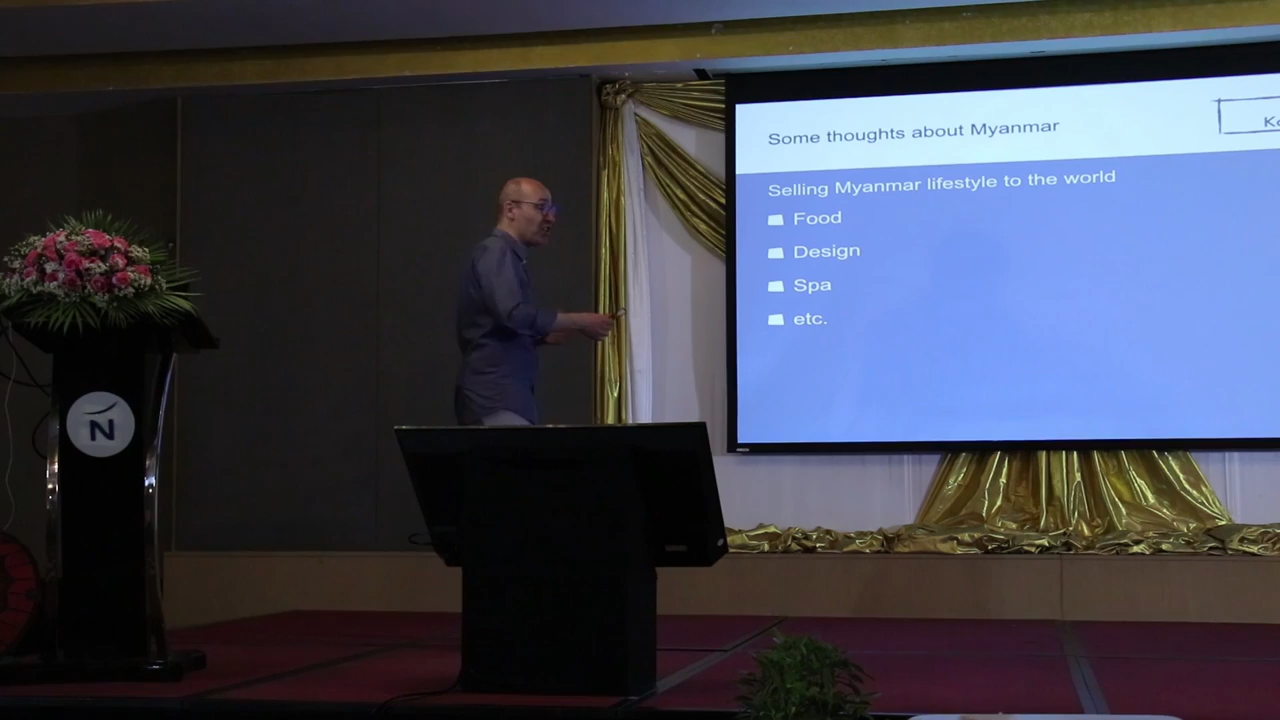 Some thoughts about Myanmar
Selling Myanmar lifestyle to the world
Food
Design
Spa
etc.
N